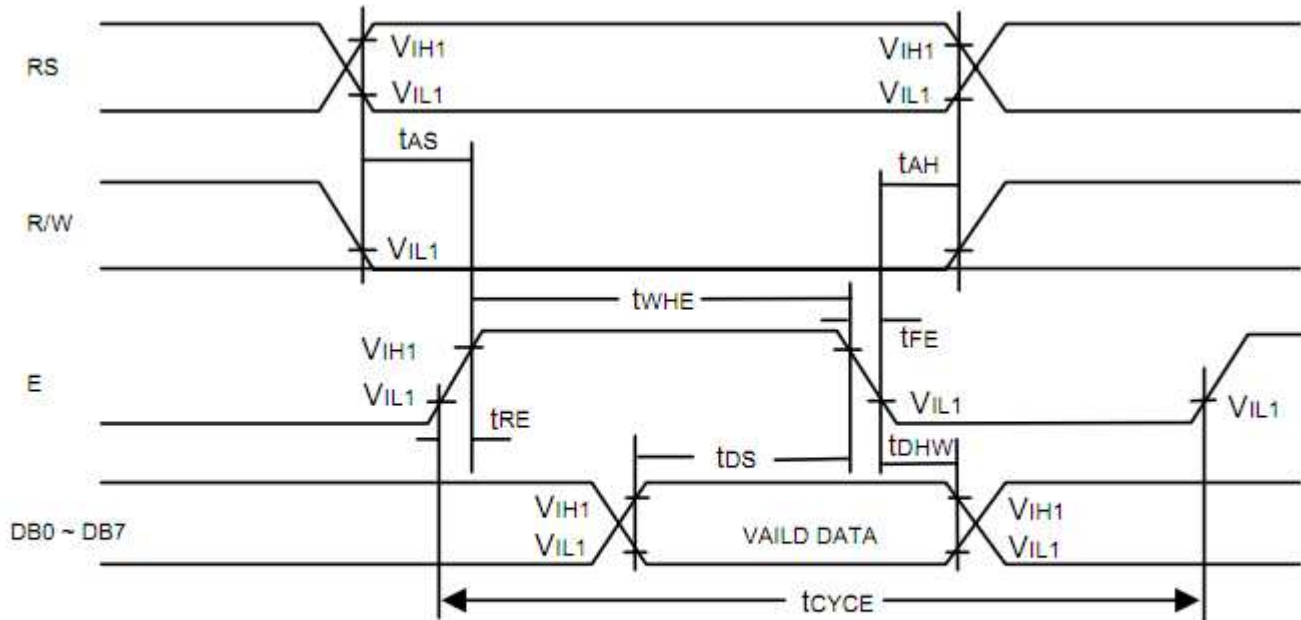 RS
VIH1
VIL1
VIH1
VIL1
tAS
tAH
R/W
VIL1
tWHE
tFE
E
VIH1
VIL1
VIL1
VIL1
tRE
tDS
tDHW
DB0 ~ DB7
VIH1
VIL1
VAILD DATA
VIH1
VIL1
tCYCE